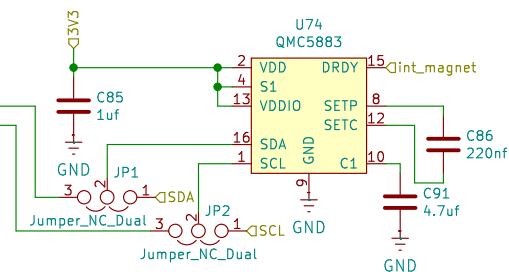 3V3
U74
QMC5883
2 VDD DRDY 15 int_magnet
4 S1
13 VDDIO SETP 8
SETC 12
C85
1uf
GND
C86
220nf
16 SDA
1 SCL GND C1 10
9
JP1
3 2 1 SDA
Jumper_NC_Dual
C91
4.7uf
JP2
3 2 1 SCL
Jumper_NC_Dual
GND
GND